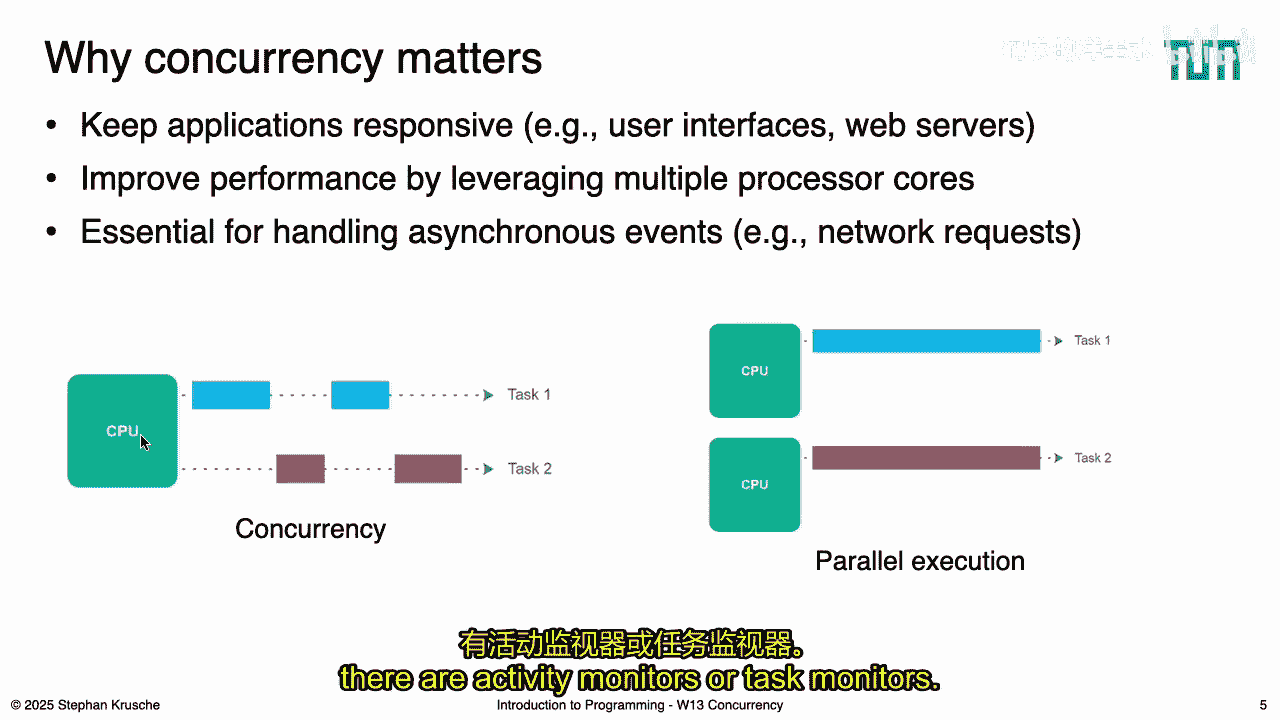 Why concurrency matters
• Keep applications responsive (e.g., user interfaces, web servers)
• Improve performance by leveraging multiple processor cores
• Essential for handling asynchronous events (e.g., network requests)
CPU
Task 1
Task 2
Concurrency
CPU
Task 1
CPU
Task 2
Parallel execution
有活动监视器或任务监视器。
there are activity monitors or task monitors.
© 2025 Stephan Krusche
Introduction to Programming - W13 Concurrency
5